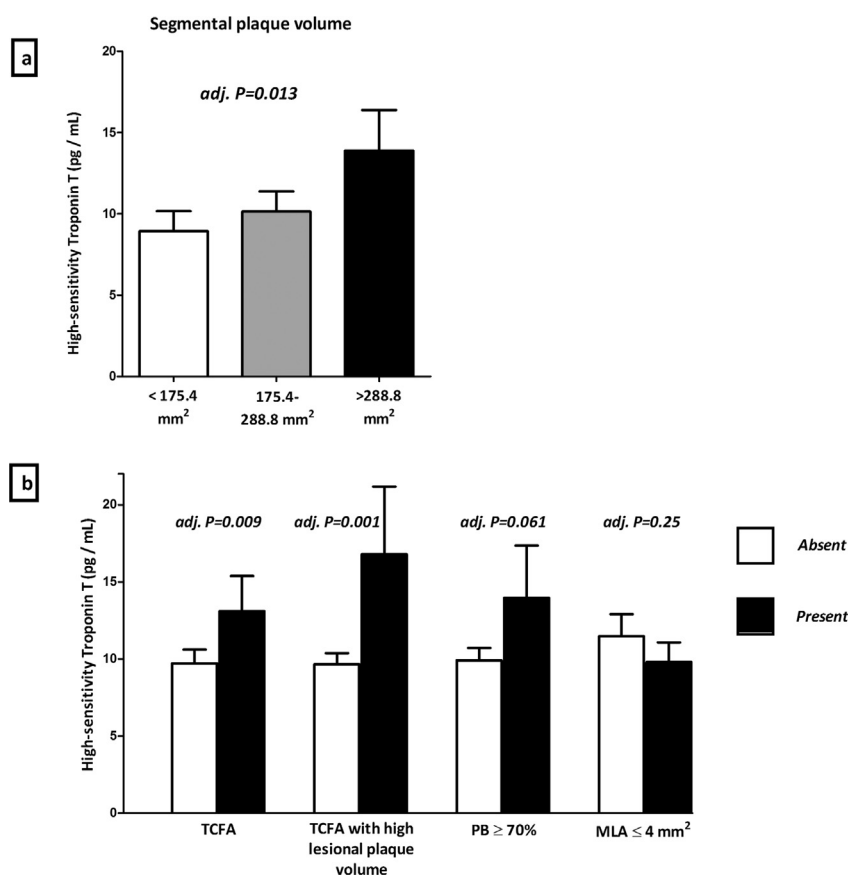 Segmental plaque volume
a
20
15
10
5
0
High-sensitivity Troponin T (pg / mL)
adj. P=0.013
< 175.4
mm²
175.4-
288.8 mm²
>288.8
mm²
b
20
15
10
5
0
High-sensitivity Troponin T (pg / mL)
adj. P=0.009
adj. P=0.001
adj. P=0.061
adj. P=0.25
TCFA
TCFA with high
lesional plaque
volume
PB ≥ 70%
MLA ≤ 4 mm²
Absent
Present